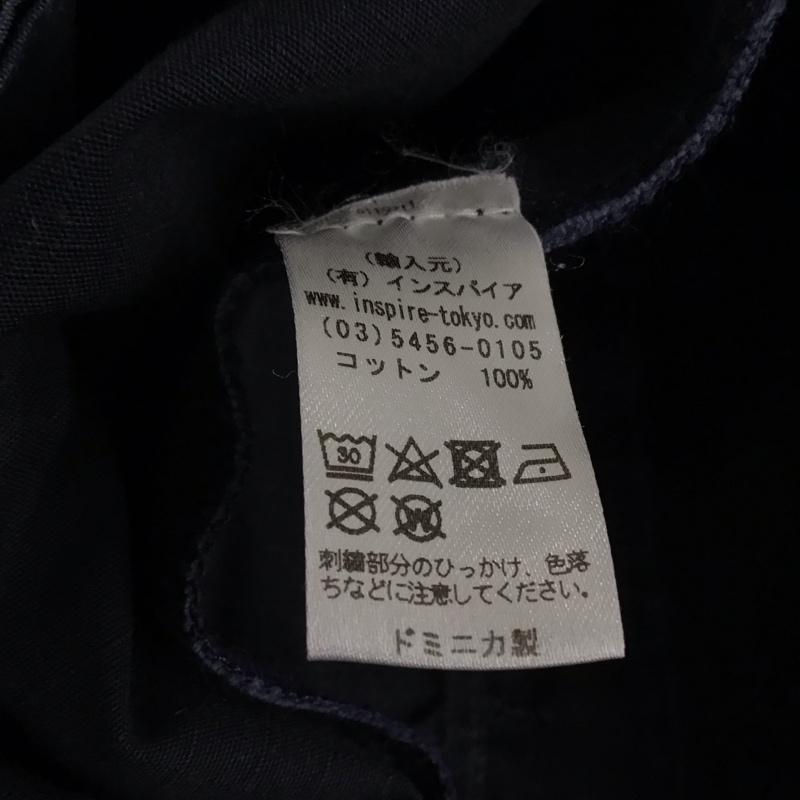 (輸入元)
(有) インスパイア
www.inspire-tokyo.com
(03)5456-0105
コットン 100%
30
W
刺繍部分のひっかけ、色落
ちなどに注意してください。
ドミニカ製